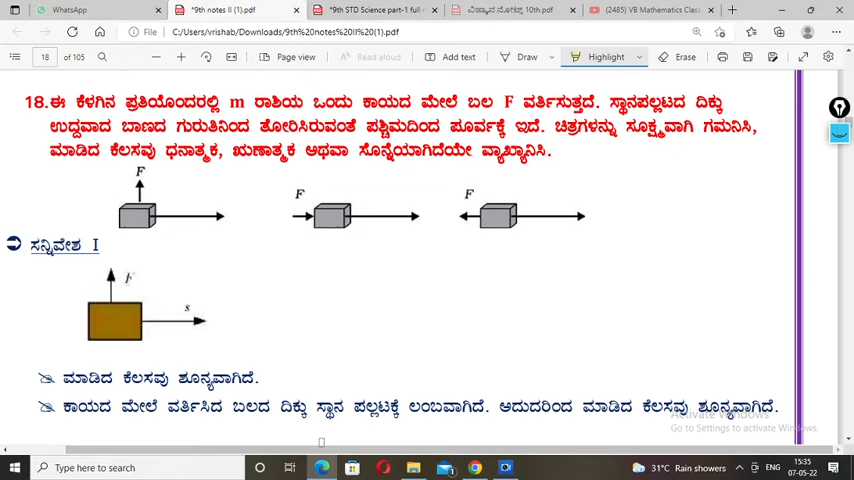 WhatsApp
*9th notes II (1).pdf
*9th STD Science part-1 full n
ವಿಜ್ಞಾನ ನೋಟ್ಸ್ 10th.pdf
(2485) VB Mathematics Class
File
C:/Users/vrishab/Downloads/9th%20notes%20II(1).pdf
18 of 105
Page view
Read aloud
Add text
Draw
Highlight
Erase
18.ಈ ಕೆಳಗಿನ ಪ್ರತಿಯೊಂದರಲ್ಲಿ m ರಾಶಿಯ ಒಂದು ಕಾಯದ ಮೇಲೆ ಬಲ F ವರ್ತಿಸುತ್ತದೆ. ಸ್ಥಾನಪಲ್ಲಟದ ದಿಕ್ಕು
ಉದ್ದವಾದ ಬಾಣದ ಗುರುತಿನಿಂದ ತೋರಿಸಿರುವಂತೆ ಪಶ್ಚಿಮದಿಂದ ಪೂರ್ವಕ್ಕೆ ಇದೆ. ಚಿತ್ರಗಳನ್ನು ಸೂಕ್ಷ್ಮವಾಗಿ ಗಮನಿಸಿ,
ಮಾಡಿದ ಕೆಲಸವು ಧನಾತ್ಮಕ, ಋಣಾತ್ಮಕ ಅಥವಾ ಸೊನ್ನೆಯಾಗಿದೆಯೇ ವ್ಯಾಖ್ಯಾನಿಸಿ.
F
F
F
ಸನ್ನಿವೇಶ I
F
s
ಮಾಡಿದ ಕೆಲಸವು ಶೂನ್ಯವಾಗಿದೆ.
ಕಾಯದ ಮೇಲೆ ವರ್ತಿಸಿದ ಬಲದ ದಿಕ್ಕು ಸ್ಥಾನ ಪಲ್ಲಟಕ್ಕೆ ಲಂಬವಾಗಿದೆ. ಅದುದರಿಂದ ಮಾಡಿದ ಕೆಲಸವು ಶೂನ್ಯವಾಗಿದೆ.
Activate Windows
Go to Settings to activate Windows.
Type here to search
31°C Rain showers
ENG
15:35
07-05-22